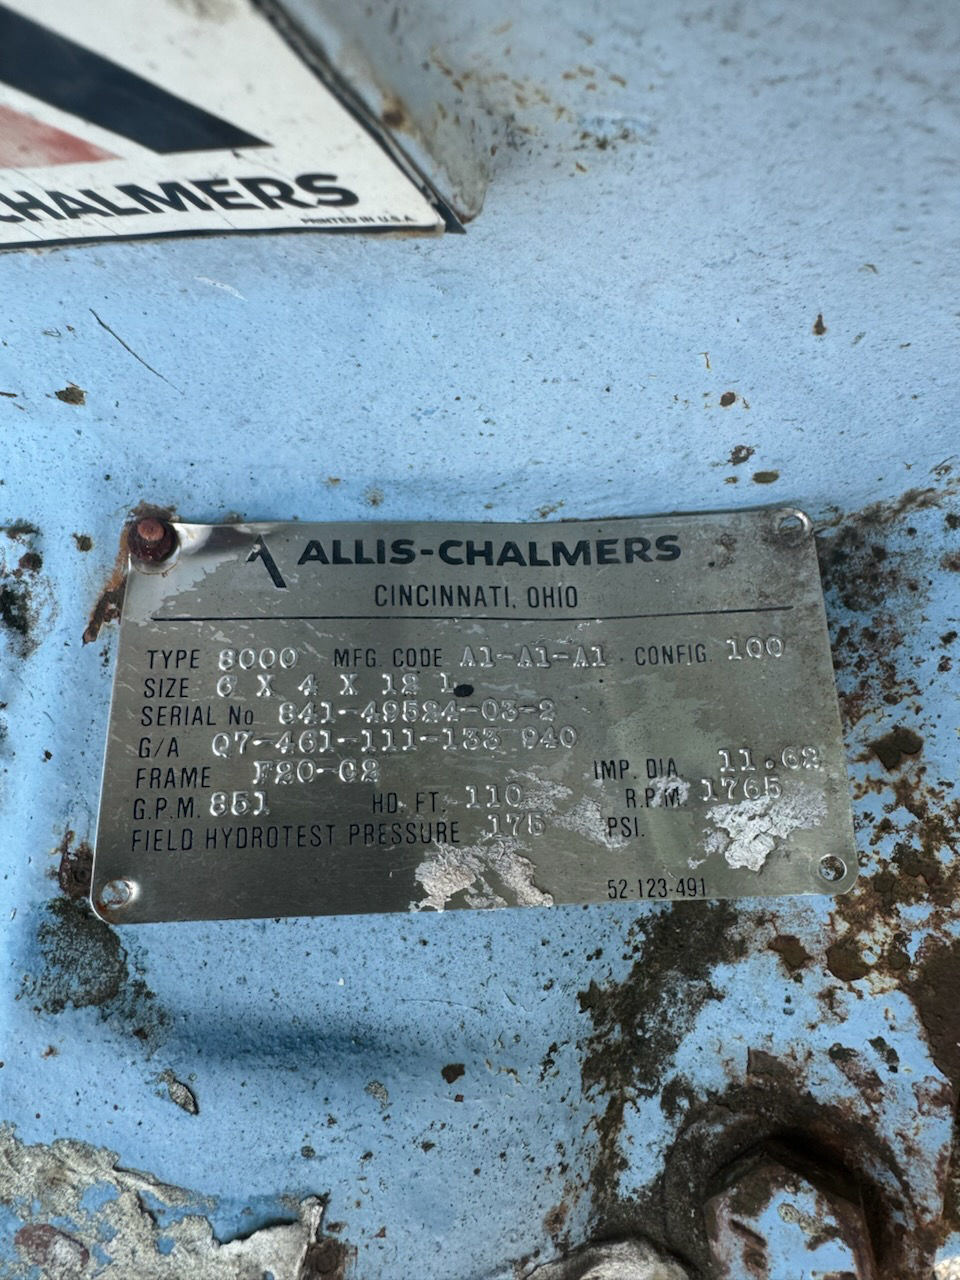 CHALMERS
PRINTED IN U.S.A.
ALLIS-CHALMERS
CINCINNATI, OHIO
TYPE 8000 MFG. CODE A1-A1-A1 CONFIG. 100
SIZE 6 X 4 X 12 L
SERIAL No 841-49524-03-2
G/A Q7-461-111-133 940
FRAME F20-C2 IMP. DIA. 11.62
G.P.M. 851 HD. FT. 110 R.P.M. 1765
FIELD HYDROTEST PRESSURE 175 PSI.
52-123-491